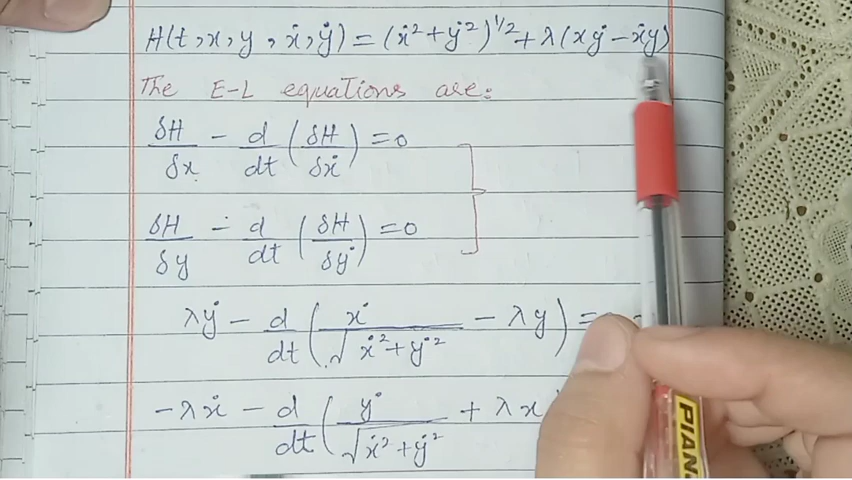 H(t, x, y, ẋ, ẏ) = (ẋ² + ẏ²)^1/2 + λ(xẏ - ẋy)
The E-L equations are:
δH/δx - d/dt (δH/δẋ) = 0
δH/δy - d/dt (δH/δẏ) = 0
λẏ - d/dt (ẋ/√(ẋ² + ẏ²) - λy) =
-λẋ - d/dt (ẏ/√(ẋ² + ẏ²) + λx
PIAN